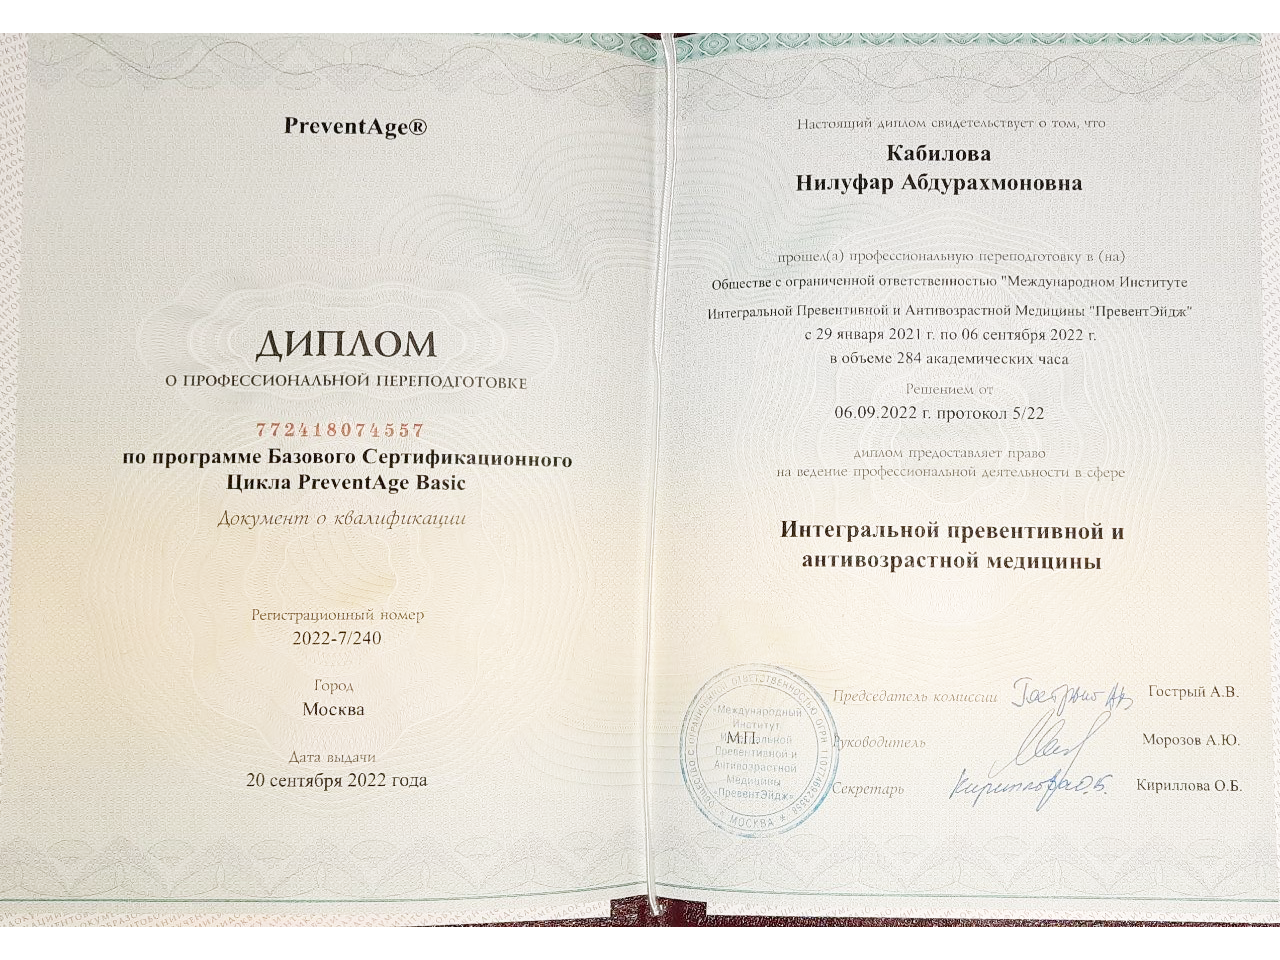 PreventAge®
ДИПЛОМ
О ПРОФЕССИОНАЛЬНОЙ ПЕРЕПОДГОТОВКЕ
772418074557
по программе Базового Сертификационного
Цикла PreventAge Basic
Документ о квалификации
Регистрационный номер
2022-7/240
Город
Москва
Дата выдачи
20 сентября 2022 года
Настоящий диплом свидетельствует о том, что
Кабилова
Нилуфар Абдурахмоновна
прошел(а) профессиональную переподготовку в (на)
Обществе с ограниченной ответственностью "Международном Институте
Интегральной Превентивной и Антивозрастной Медицины "ПревентЭйдж"
с 29 января 2021 г. по 06 сентября 2022 г.
в объеме 284 академических часа
Решением от
06.09.2022 г. протокол 5/22
диплом предоставляет право
на ведение профессиональной деятельности в сфере
Интегральной превентивной и
антивозрастной медицины
Председатель комиссии Гострый А.В.
Руководитель Морозов А.Ю.
Секретарь Кириллова О.Б.
М.П.
ОБЩЕСТВО С ОГРАНИЧЕННОЙ ОТВЕТСТВЕННОСТЬЮ ОГРН
* МОСКВА *
«Международный
Институт
Интегральной
Превентивной и
Антивозрастной
Медицины
«ПревентЭйдж»